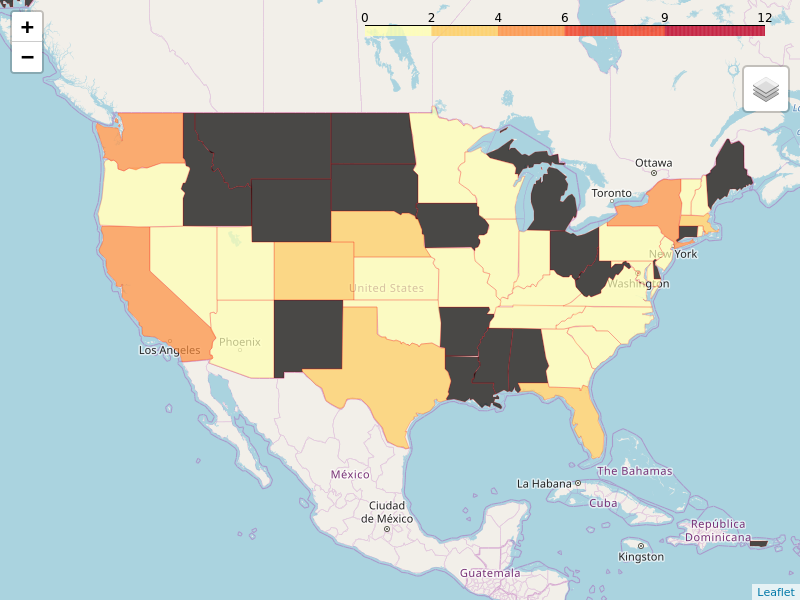 +
−
0 2 4 6 9 12
Ottawa
Toronto
New York
Washington
United States
Phoenix
Los Angeles
México
Ciudad
de México
La Habana
The Bahamas
Cuba
República
Dominicana
Kingston
Guatemala
Leaflet